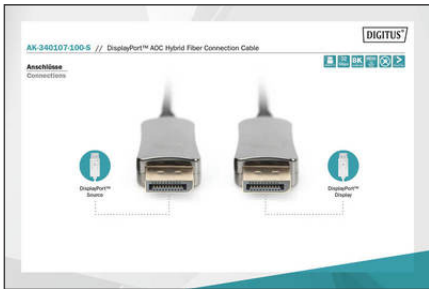 DIGITUS®
AK-340107-100-S // DisplayPort™ AOC Hybrid Fiber Connection Cable
Anschlüsse
Connections
8K
DisplayPort™
Source
DisplayPort™
Display